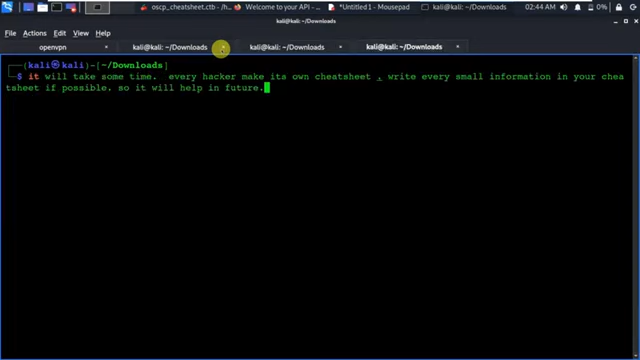 oscp_cheatsheet.ctb - /h...
Welcome to your API - ...
*Untitled 1 - Mousepad
kali@kali: ~/Downloads
02:44 AM
0%
kali@kali: ~/Downloads
File Actions Edit View Help
openvpn
kali@kali: ~/Downloads
kali@kali: ~/Downloads
kali@kali: ~/Downloads
(kali㉿kali)-[~/Downloads]
$ it will take some time.  every hacker make its own cheatsheet . write every small information in your chea
tsheet if possible. so it will help in future.